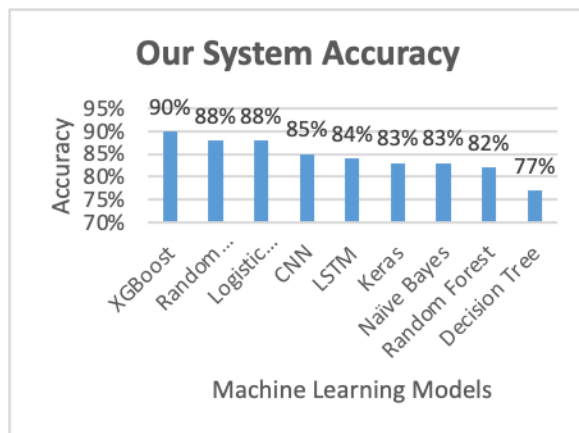 Our System Accuracy
Accuracy
95%
90%
85%
80%
75%
70%
90%
88%
88%
85%
84%
83%
83%
82%
77%
XGBoost
Random...
Logistic...
CNN
LSTM
Keras
Naïve Bayes
Random Forest
Decision Tree
Machine Learning Models